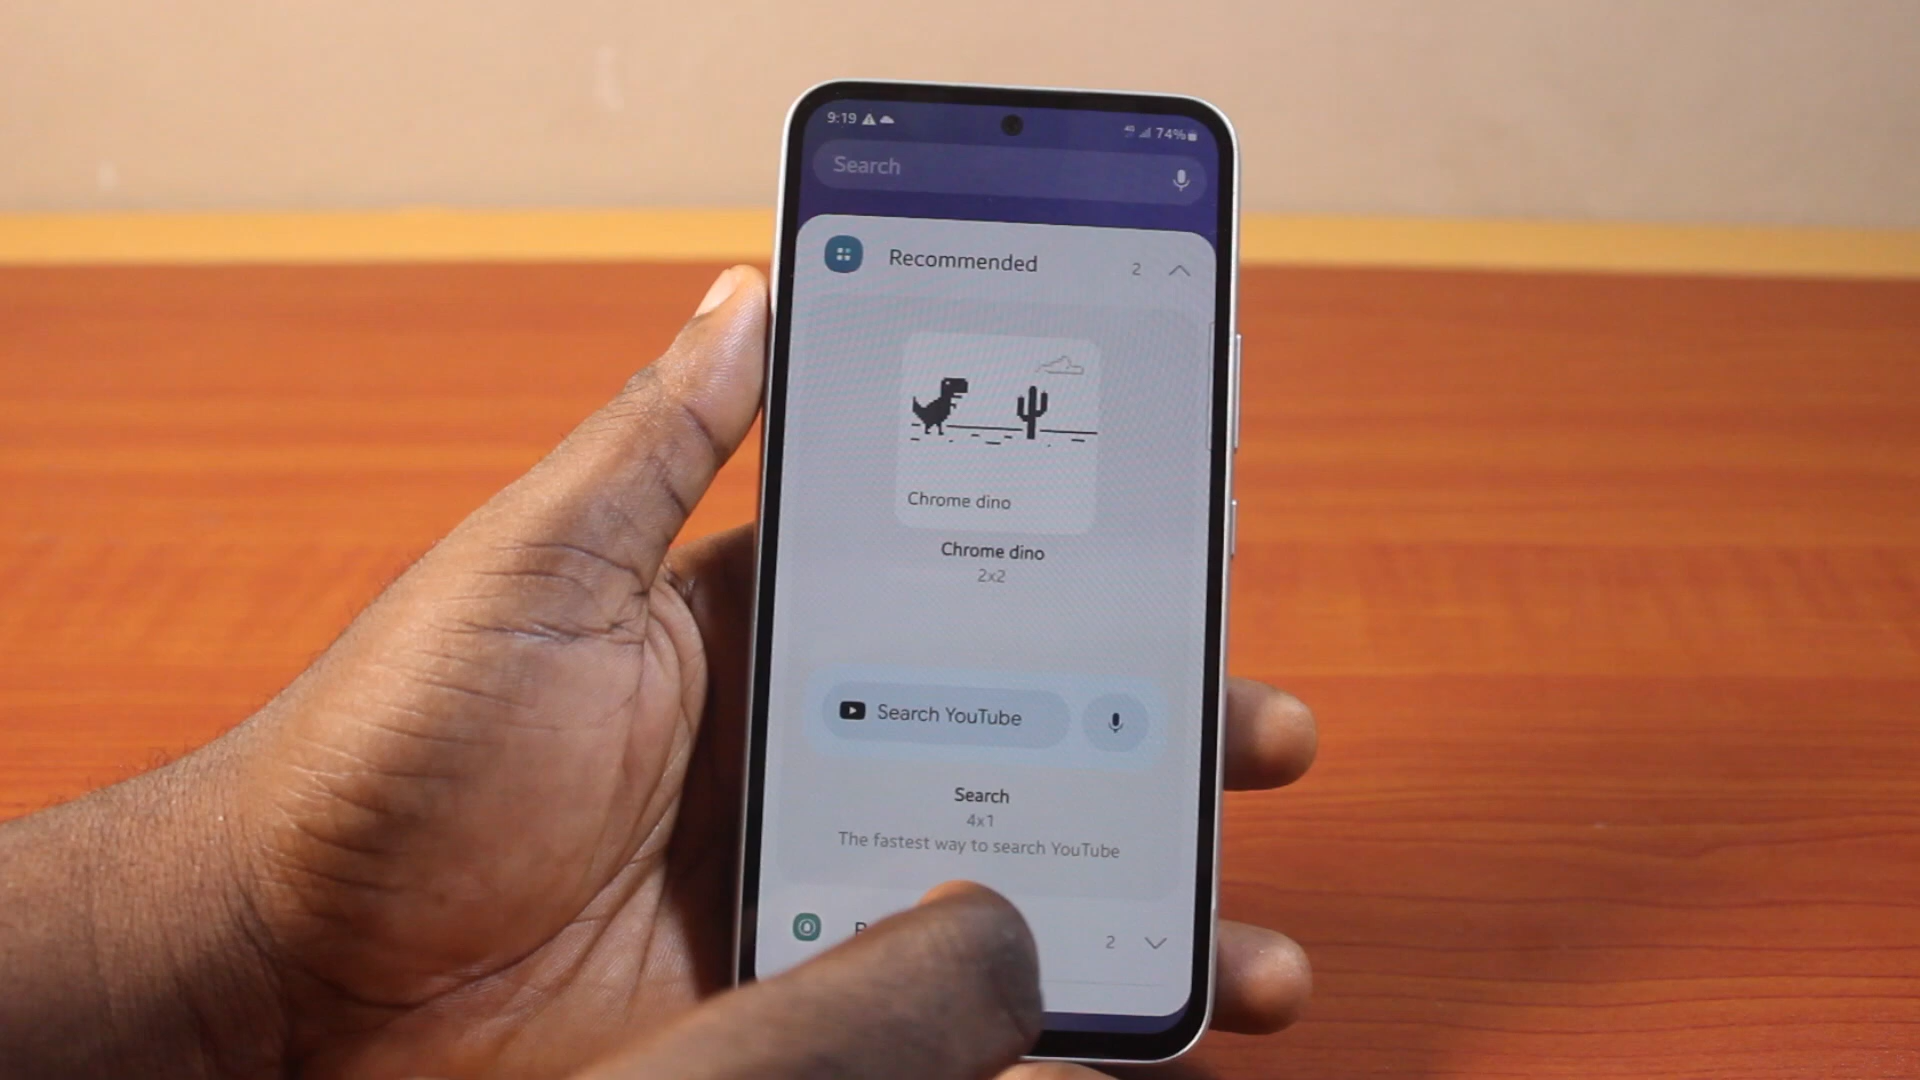 9:19
4G 74%
Search
Recommended 2
Chrome dino
Chrome dino
2x2
Search YouTube
Search
4x1
The fastest way to search YouTube
2